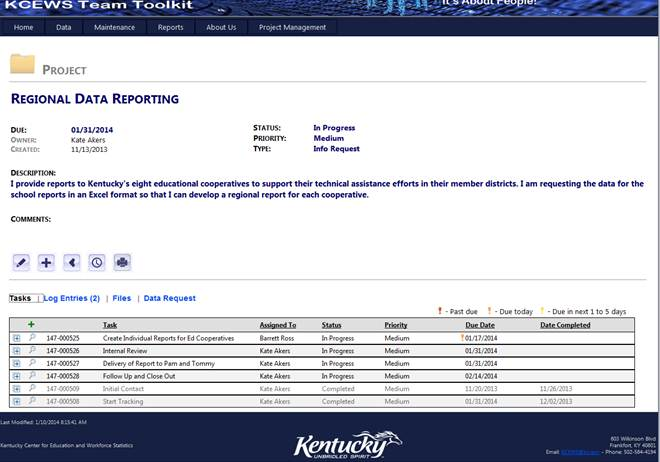 KCEWS Team Toolkit
It's About People!
Home Data Maintenance Reports About Us Project Management
PROJECT
REGIONAL DATA REPORTING
DUE: 01/31/2014 STATUS: In Progress
OWNER: Kate Akers PRIORITY: Medium
CREATED: 11/13/2013 TYPE: Info Request
DESCRIPTION:
I provide reports to Kentucky's eight educational cooperatives to support their technical assistance efforts in their member districts. I am requesting the data for the
school reports in an Excel format so that I can develop a regional report for each cooperative.
COMMENTS:
Tasks | Log Entries (2) | Files | Data Request
! - Past due ! - Due today ! - Due in next 1 to 5 days
Task Assigned To Status Priority Due Date Date Completed
147-000525 Create Individual Reports for Ed Cooperatives Barrett Ross In Progress Medium !01/17/2014
147-000526 Internal Review Kate Akers In Progress Medium 01/31/2014
147-000527 Delivery of Report to Pam and Tommy Kate Akers In Progress Medium 01/31/2014
147-000528 Follow Up and Close Out Kate Akers In Progress Medium 02/14/2014
147-000509 Initial Contact Kate Akers Completed Medium 11/20/2013 11/26/2013
147-000508 Start Tracking Kate Akers Completed Medium 01/31/2014 12/02/2013
Last Modified: 1/10/2014 8:15:41 AM
Kentucky Center for Education and Workforce Statistics
Kentucky
UNBRIDLED SPIRIT
603 Wilkinson Blvd
Frankfort, KY 40601
Email: - Phone: 502-564-4194